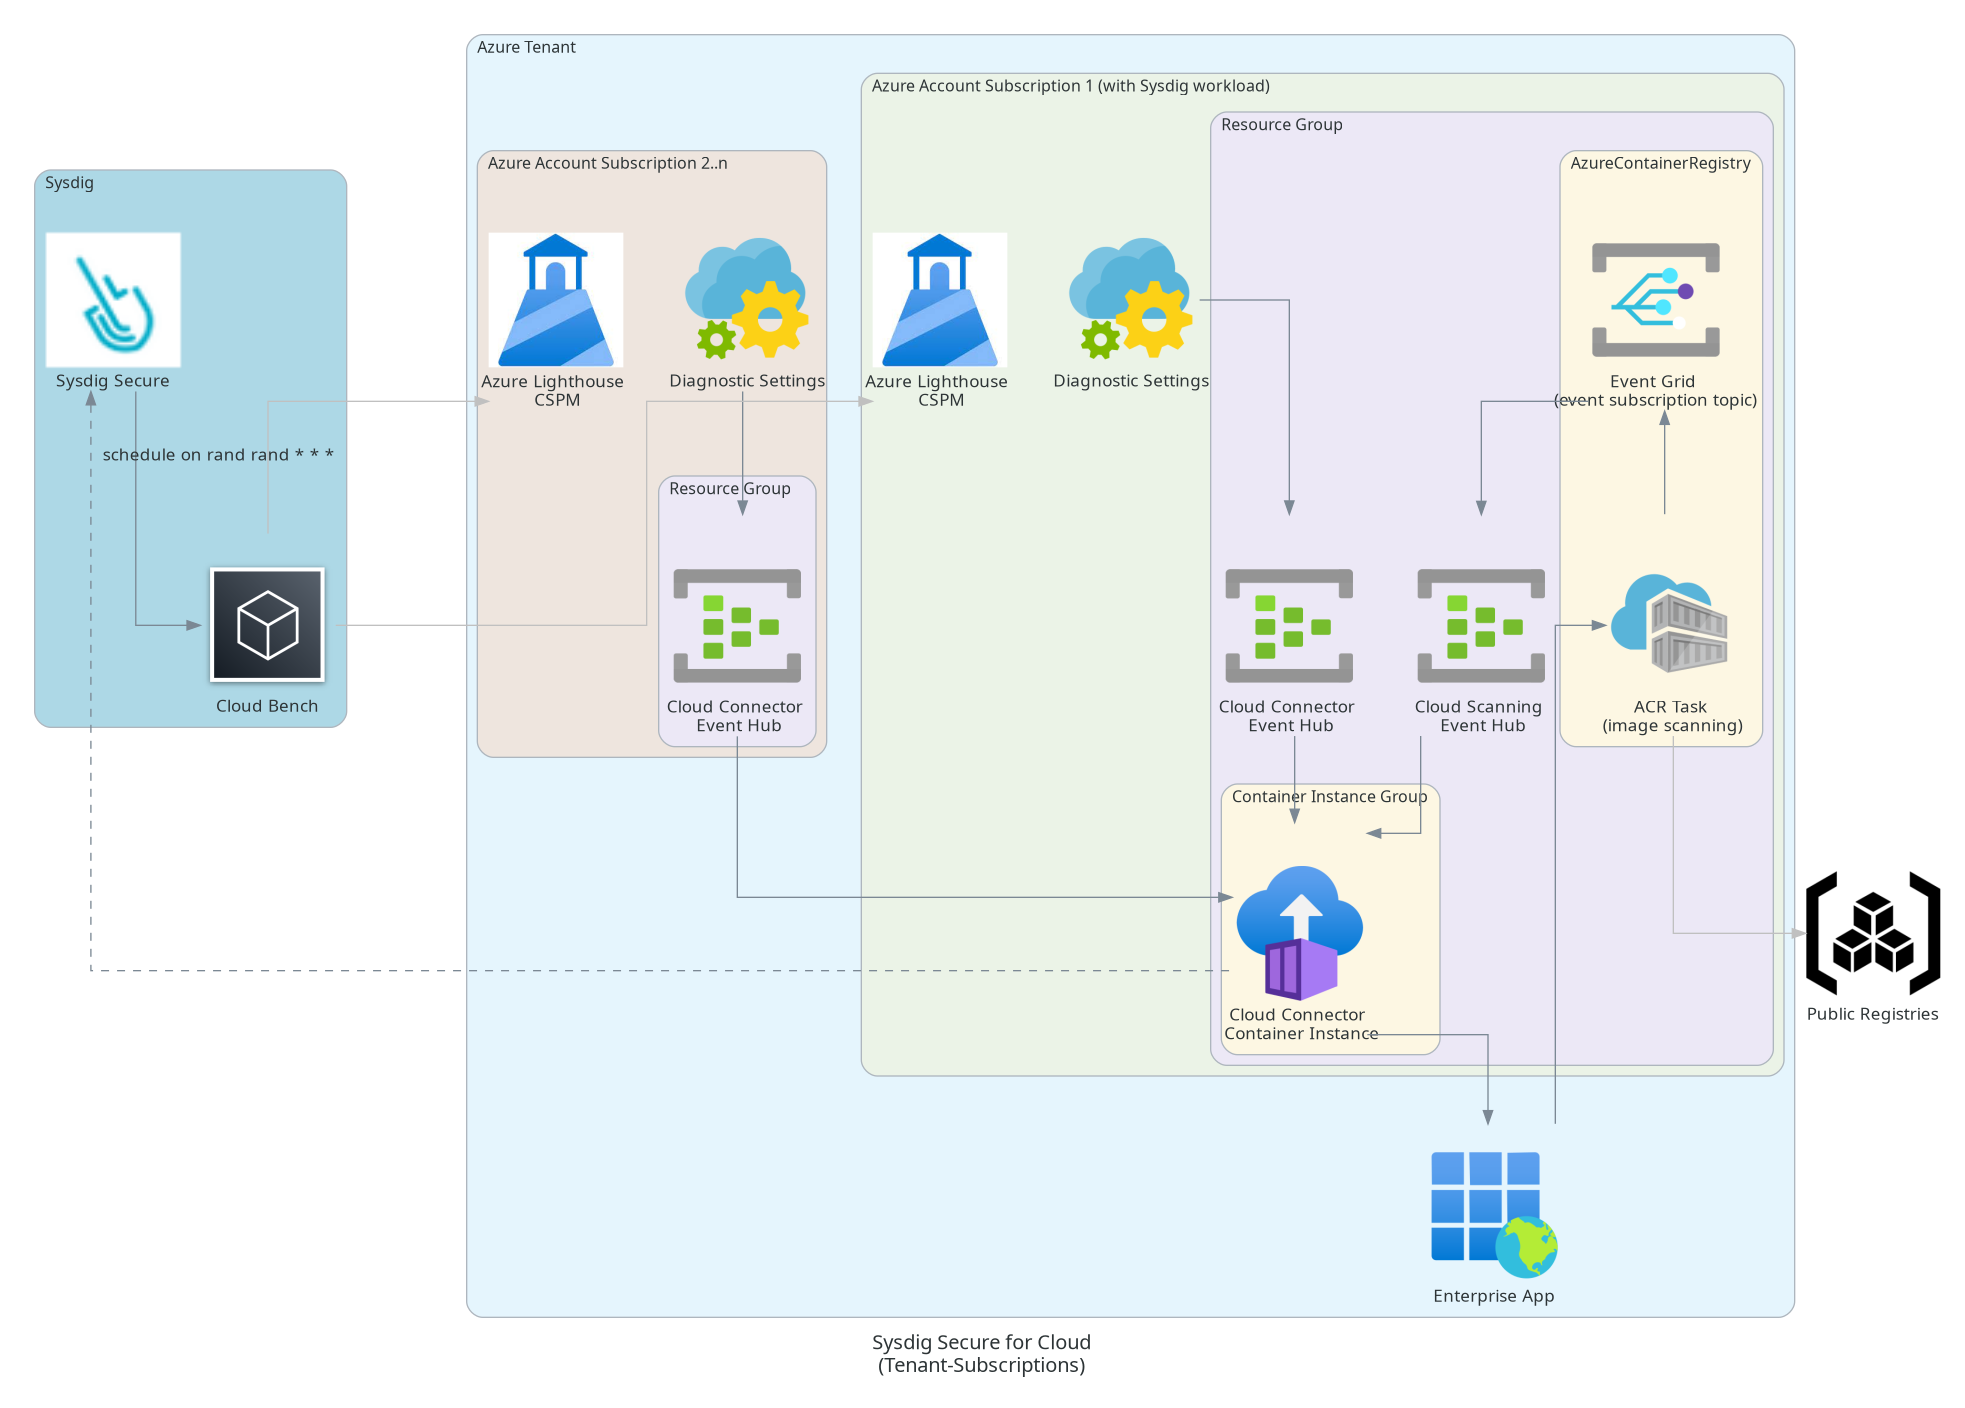 Azure Tenant
Azure Account Subscription 1 (with Sysdig workload)
Resource Group
Azure Account Subscription 2..n
AzureContainerRegistry
Sysdig
Sysdig Secure
Azure Lighthouse
CSPM
Diagnostic Settings
Azure Lighthouse
CSPM
Diagnostic Settings
Event Grid
(event subscription topic)
schedule on rand rand * * *
Resource Group
Cloud Bench
Cloud Connector
Event Hub
Cloud Connector
Event Hub
Cloud Scanning
Event Hub
ACR Task
(image scanning)
Container Instance Group
Cloud Connector
Container Instance
Public Registries
Enterprise App
Sysdig Secure for Cloud
(Tenant-Subscriptions)